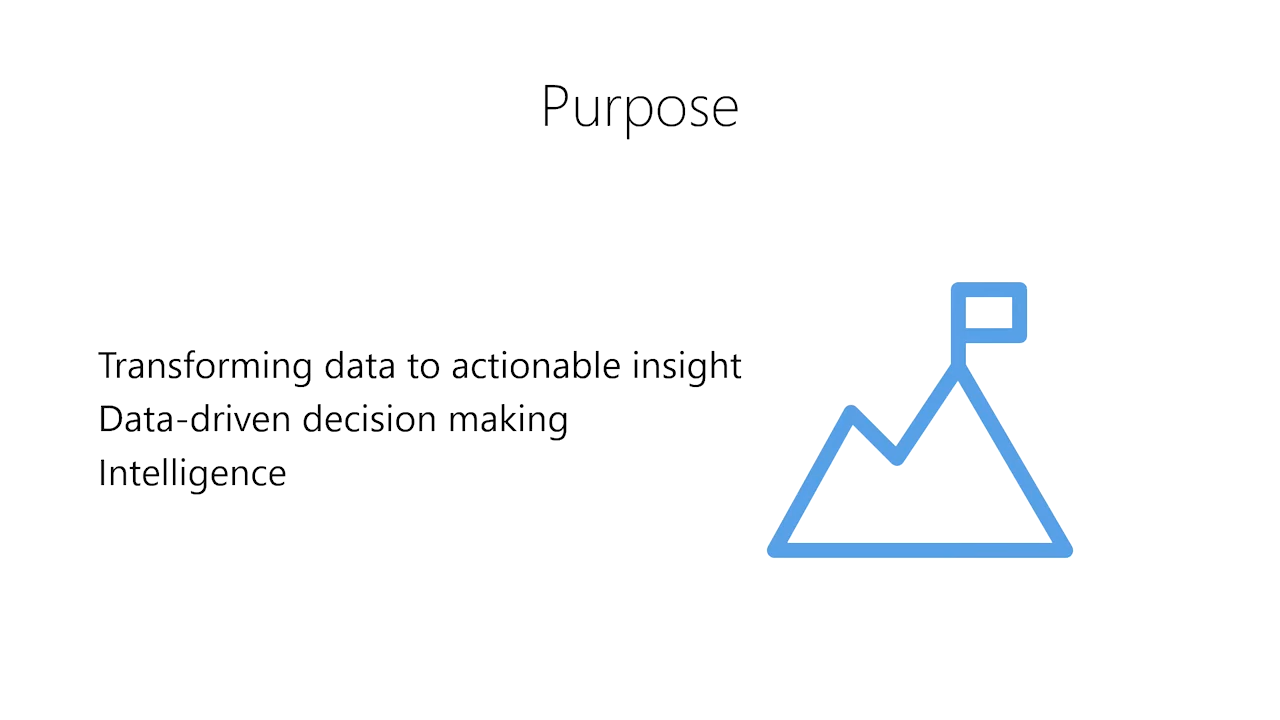 Purpose
Transforming data to actionable insight
Data-driven decision making
Intelligence